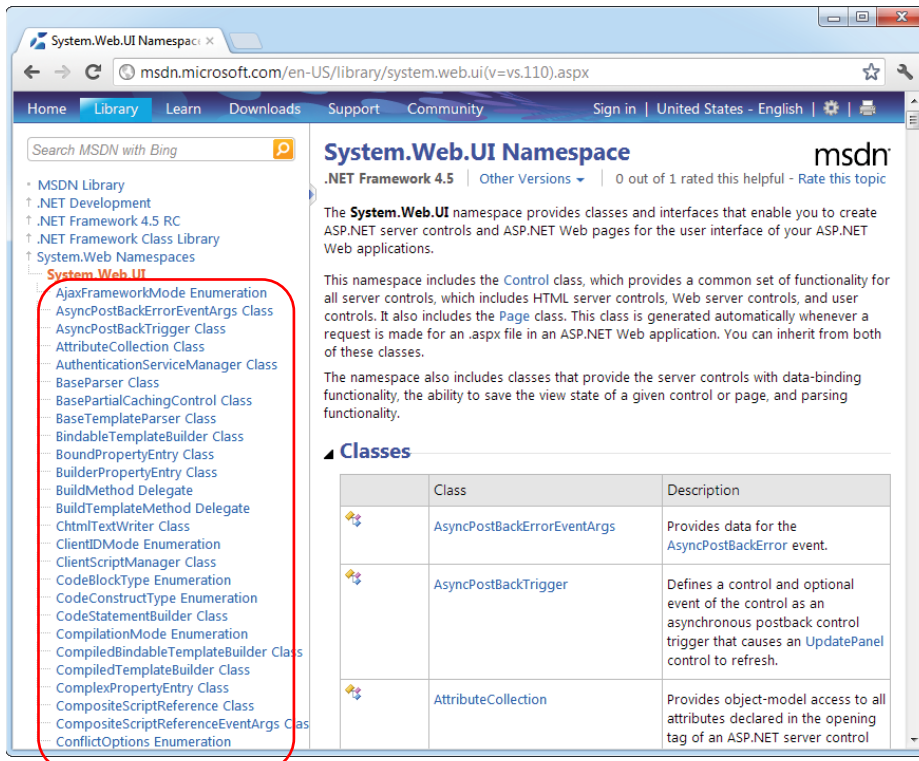 System.Web.UI Namespace
msdn.microsoft.com/en-US/library/system.web.ui(v=vs.110).aspx
Home Library Learn Downloads Support Community Sign in | United States - English |
Search MSDN with Bing
MSDN Library
.NET Development
.NET Framework 4.5 RC
.NET Framework Class Library
System.Web Namespaces
System.Web.UI
AjaxFrameworkMode Enumeration
AsyncPostBackErrorEventArgs Class
AsyncPostBackTrigger Class
AttributeCollection Class
AuthenticationServiceManager Class
BaseParser Class
BasePartialCachingControl Class
BaseTemplateParser Class
BindableTemplateBuilder Class
BoundPropertyEntry Class
BuilderPropertyEntry Class
BuildMethod Delegate
BuildTemplateMethod Delegate
ChtmlTextWriter Class
ClientIDMode Enumeration
ClientScriptManager Class
CodeBlockType Enumeration
CodeConstructType Enumeration
CodeStatementBuilder Class
CompilationMode Enumeration
CompiledBindableTemplateBuilder Class
CompiledTemplateBuilder Class
ComplexPropertyEntry Class
CompositeScriptReference Class
CompositeScriptReferenceEventArgs Clas
ConflictOptions Enumeration
System.Web.UI Namespace
msdn
.NET Framework 4.5 | Other Versions | 0 out of 1 rated this helpful - Rate this topic
The System.Web.UI namespace provides classes and interfaces that enable you to create
ASP.NET server controls and ASP.NET Web pages for the user interface of your ASP.NET
Web applications.
This namespace includes the Control class, which provides a common set of functionality for
all server controls, which includes HTML server controls, Web server controls, and user
controls. It also includes the Page class. This class is generated automatically whenever a
request is made for an .aspx file in an ASP.NET Web application. You can inherit from both
of these classes.
The namespace also includes classes that provide the server controls with data-binding
functionality, the ability to save the view state of a given control or page, and parsing
functionality.
Classes
Class Description
AsyncPostBackErrorEventArgs Provides data for the
AsyncPostBackError event.
AsyncPostBackTrigger Defines a control and optional
event of the control as an
asynchronous postback control
trigger that causes an UpdatePanel
control to refresh.
AttributeCollection Provides object-model access to all
attributes declared in the opening
tag of an ASP.NET server control